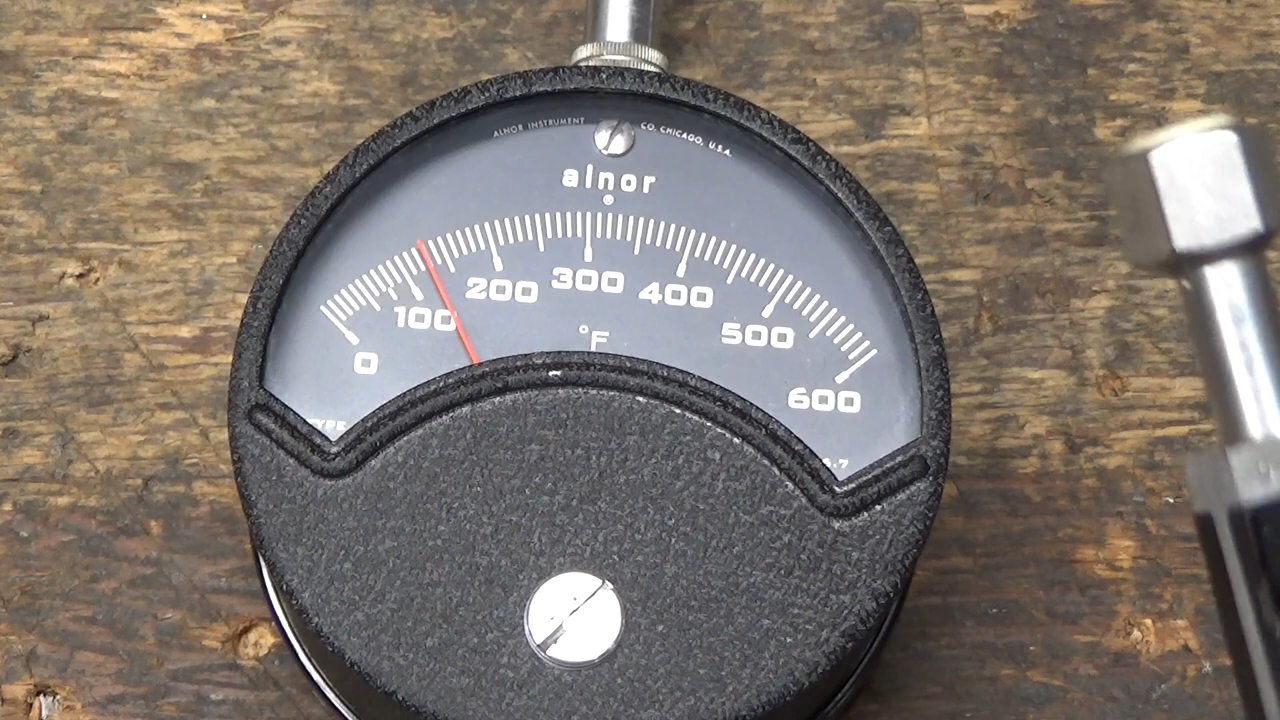 ALNOR INSTRUMENT CO. CHICAGO, U.S.A.
alnor
®
0 100 200 300 400 500 600
°F